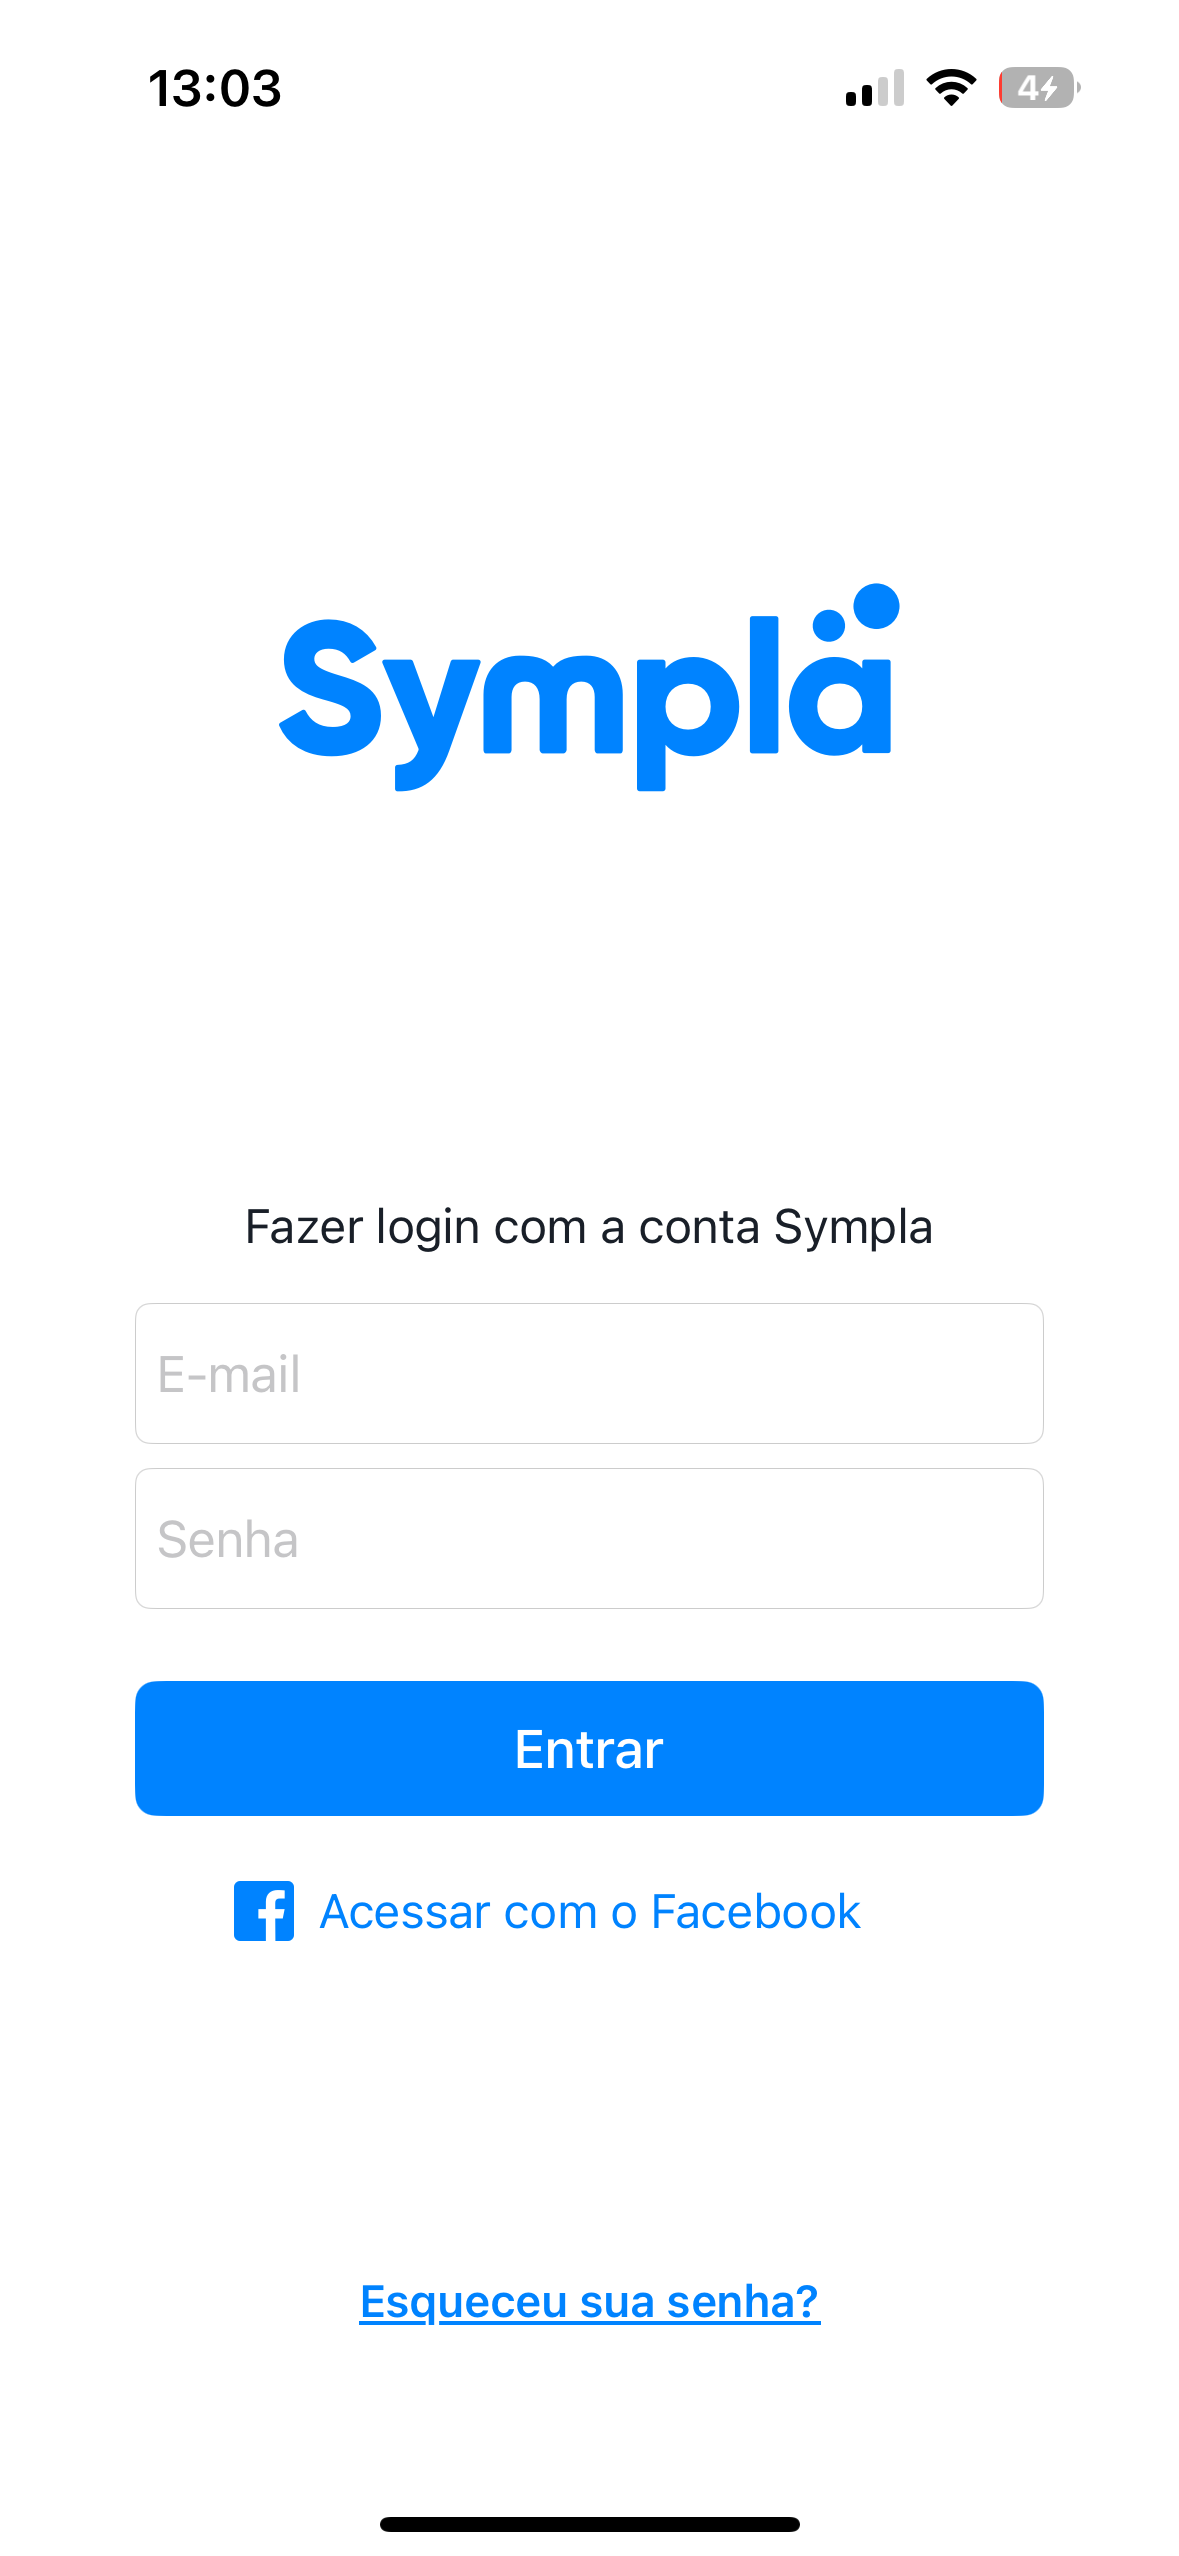 13:03
4
Sympla
Fazer login com a conta Sympla
E-mail
Senha
Entrar
Acessar com o Facebook
Esqueceu sua senha?